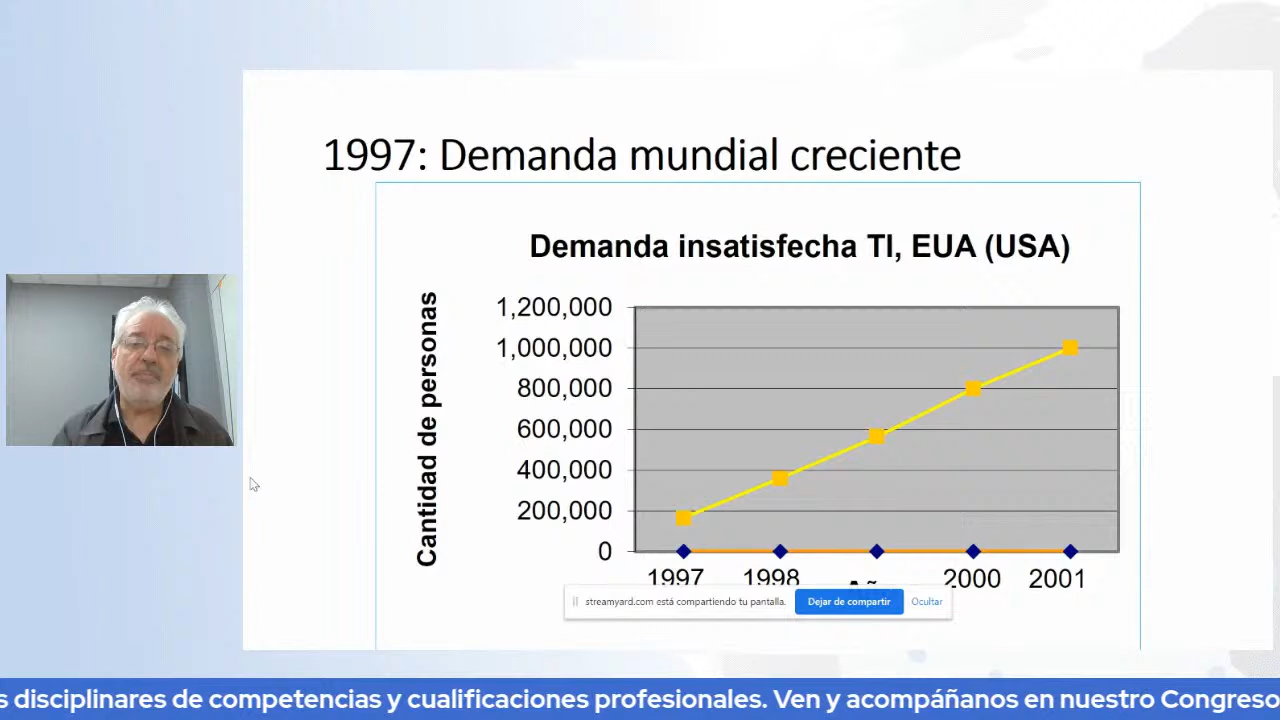 1997: Demanda mundial creciente
Demanda insatisfecha TI, EUA (USA)
Cantidad de personas
1,200,000
1,000,000
800,000
600,000
400,000
200,000
0
1997 1998 2000 2001
streamyard.com está compartiendo tu pantalla. Dejar de compartir Ocultar
disciplinares de competencias y cualificaciones profesionales. Ven y acompáñanos en nuestro Congreso